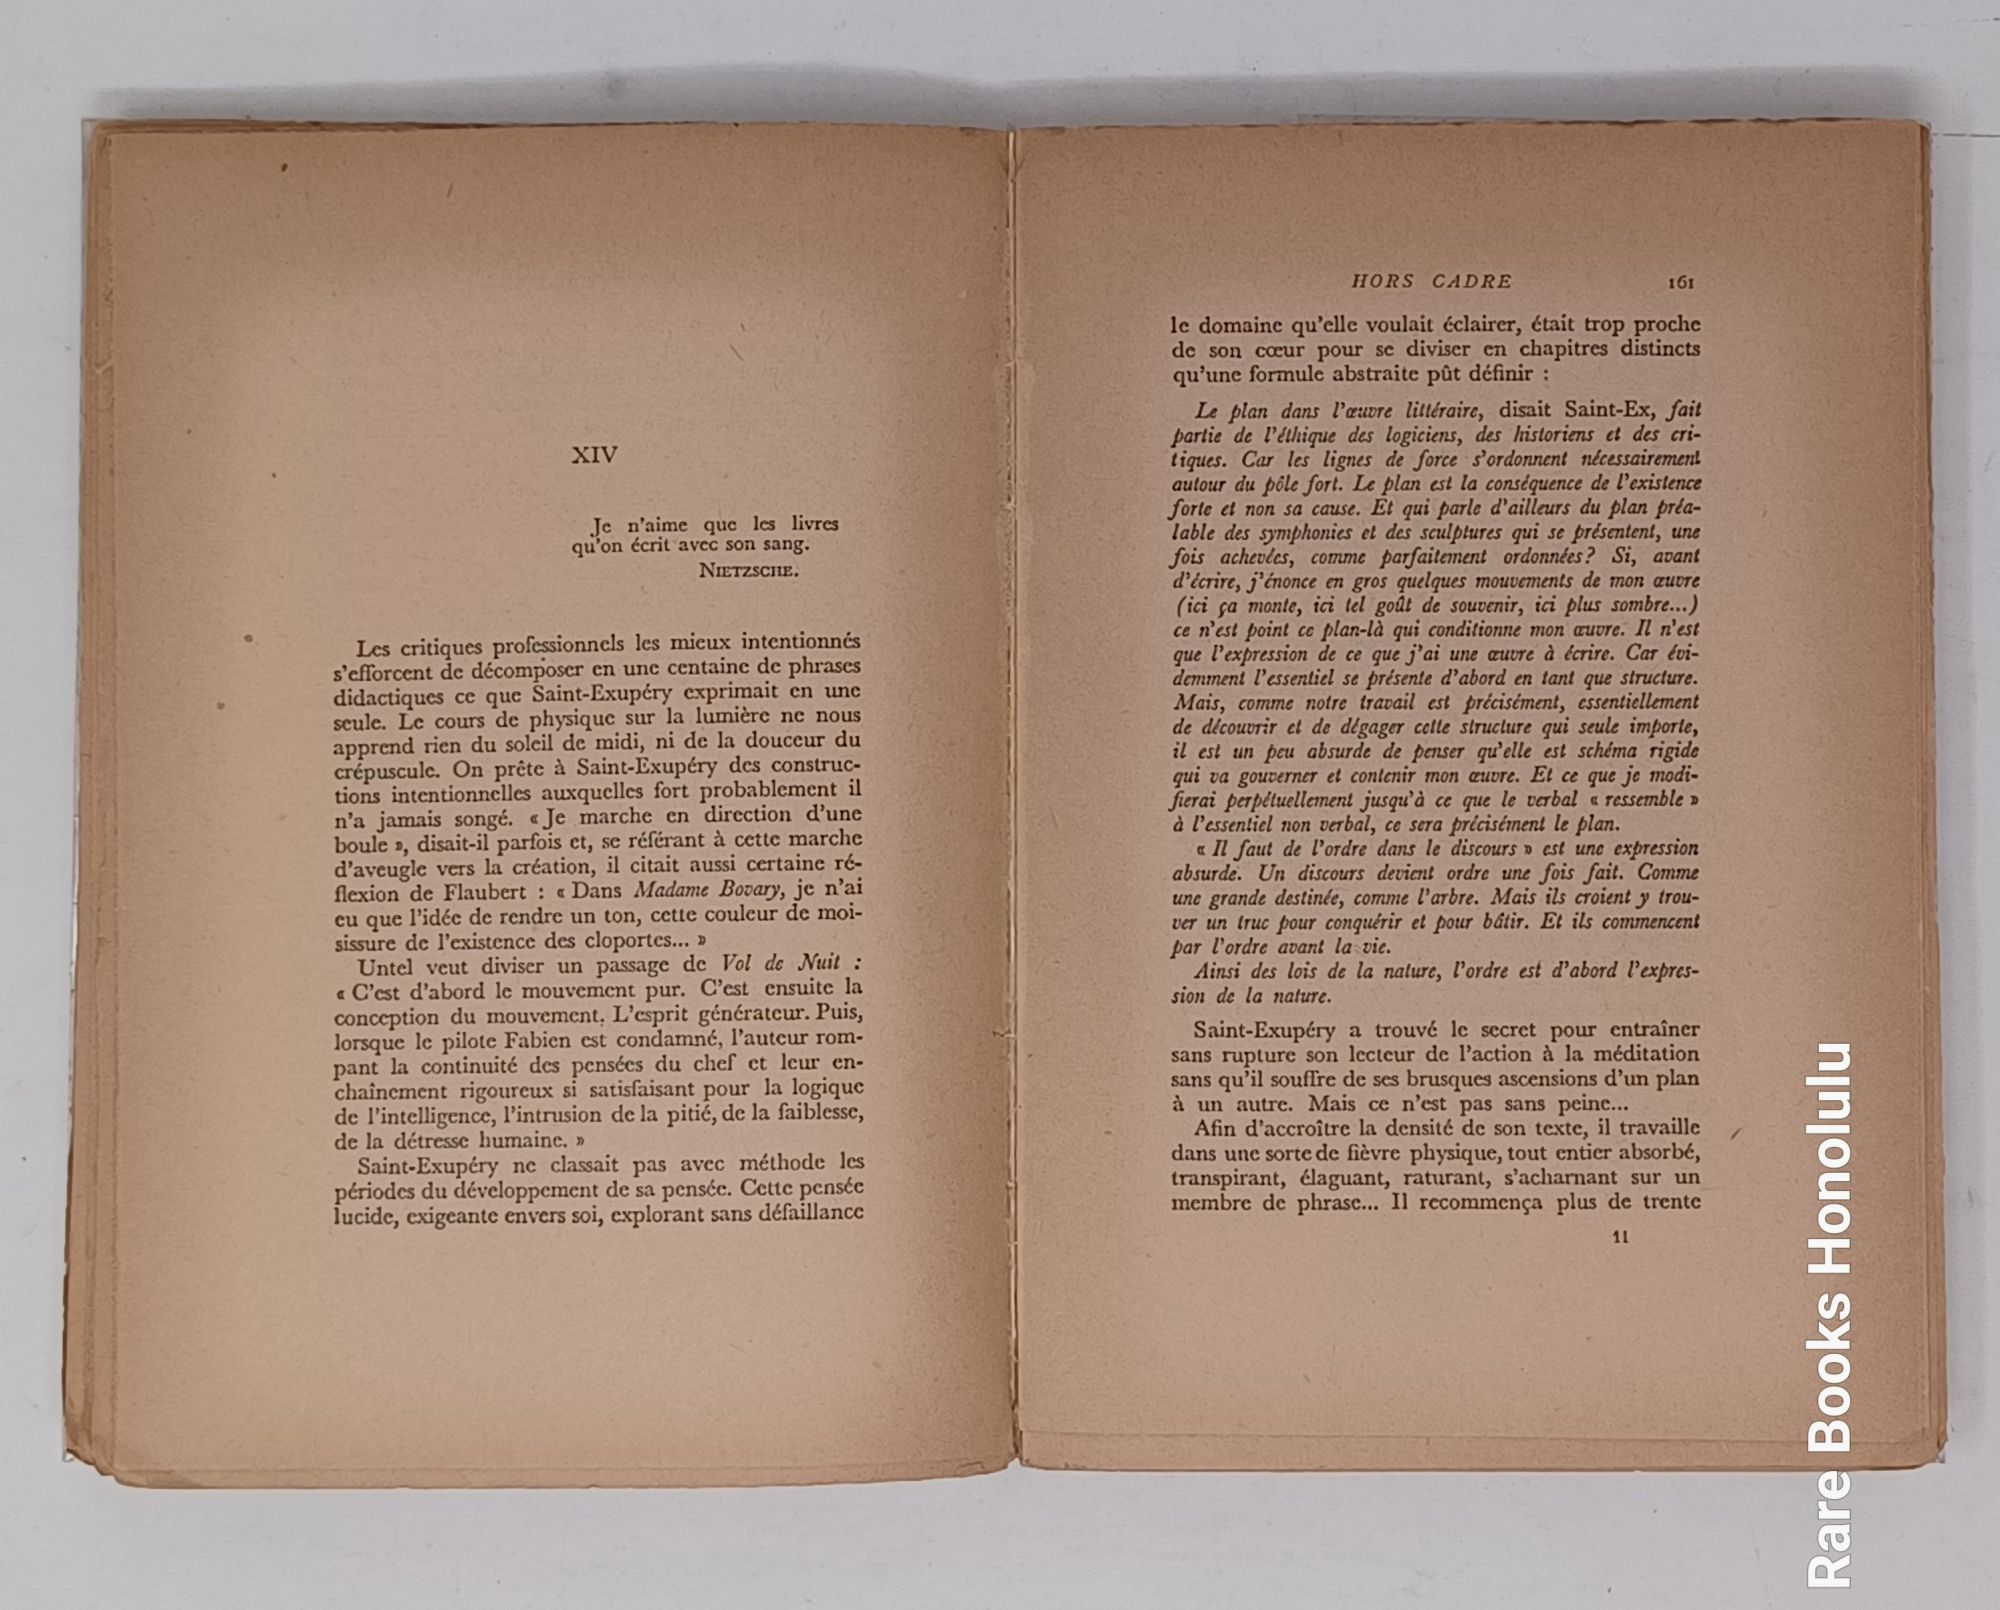 XIV
Je n'aime que les livres
qu'on écrit avec son sang.
NIETZSCHE.
Les critiques professionnels les mieux intentionnés
s'efforcent de décomposer en une centaine de phrases
didactiques ce que Saint-Exupéry exprimait en une
seule. Le cours de physique sur la lumière ne nous
apprend rien du soleil de midi, ni de la douceur du
crépuscule. On prête à Saint-Exupéry des construc-
tions intentionnelles auxquelles fort probablement il
n'a jamais songé. « Je marche en direction d'une
boule », disait-il parfois et, se référant à cette marche
d'aveugle vers la création, il citait aussi certaine ré-
flexion de Flaubert : « Dans Madame Bovary, je n'ai
eu que l'idée de rendre un ton, cette couleur de moi-
sissure de l'existence des cloportes... »
Untel veut diviser un passage de Vol de Nuit :
« C'est d'abord le mouvement pur. C'est ensuite la
conception du mouvement. L'esprit générateur. Puis,
lorsque le pilote Fabien est condamné, l'auteur rom-
pant la continuité des pensées du chef et leur en-
chaînement rigoureux si satisfaisant pour la logique
de l'intelligence, l'intrusion de la pitié, de la faiblesse,
de la détresse humaine. »
Saint-Exupéry ne classait pas avec méthode les
périodes du développement de sa pensée. Cette pensée
lucide, exigeante envers soi, explorant sans défaillance
HORS CADRE 161
le domaine qu'elle voulait éclairer, était trop proche
de son cœur pour se diviser en chapitres distincts
qu'une formule abstraite pût définir :
Le plan dans l'œuvre littéraire, disait Saint-Ex, fait
partie de l'éthique des logiciens, des historiens et des cri-
tiques. Car les lignes de force s'ordonnent nécessairement
autour du pôle fort. Le plan est la conséquence de l'existence
forte et non sa cause. Et qui parle d'ailleurs du plan préa-
lable des symphonies et des sculptures qui se présentent, une
fois achevées, comme parfaitement ordonnées? Si, avant
d'écrire, j'énonce en gros quelques mouvements de mon œuvre
(ici ça monte, ici tel goût de souvenir, ici plus sombre...)
ce n'est point ce plan-là qui conditionne mon œuvre. Il n'est
que l'expression de ce que j'ai une œuvre à écrire. Car évi-
demment l'essentiel se présente d'abord en tant que structure.
Mais, comme notre travail est précisément, essentiellement
de découvrir et de dégager cette structure qui seule importe,
il est un peu absurde de penser qu'elle est schéma rigide
qui va gouverner et contenir mon œuvre. Et ce que je modi-
fierai perpétuellement jusqu'à ce que le verbal « ressemble »
à l'essentiel non verbal, ce sera précisément le plan.
« Il faut de l'ordre dans le discours » est une expression
absurde. Un discours devient ordre une fois fait. Comme
une grande destinée, comme l'arbre. Mais ils croient y trou-
ver un truc pour conquérir et pour bâtir. Et ils commencent
par l'ordre avant la vie.
Ainsi des lois de la nature, l'ordre est d'abord l'expres-
sion de la nature.
Saint-Exupéry a trouvé le secret pour entraîner
sans rupture son lecteur de l'action à la méditation
sans qu'il souffre de ses brusques ascensions d'un plan
à un autre. Mais ce n'est pas sans peine...
Afin d'accroître la densité de son texte, il travaille
dans une sorte de fièvre physique, tout entier absorbé,
transpirant, élaguant, raturant, s'acharnant sur un
membre de phrase... Il recommença plus de trente
11
Rare Books Honolulu